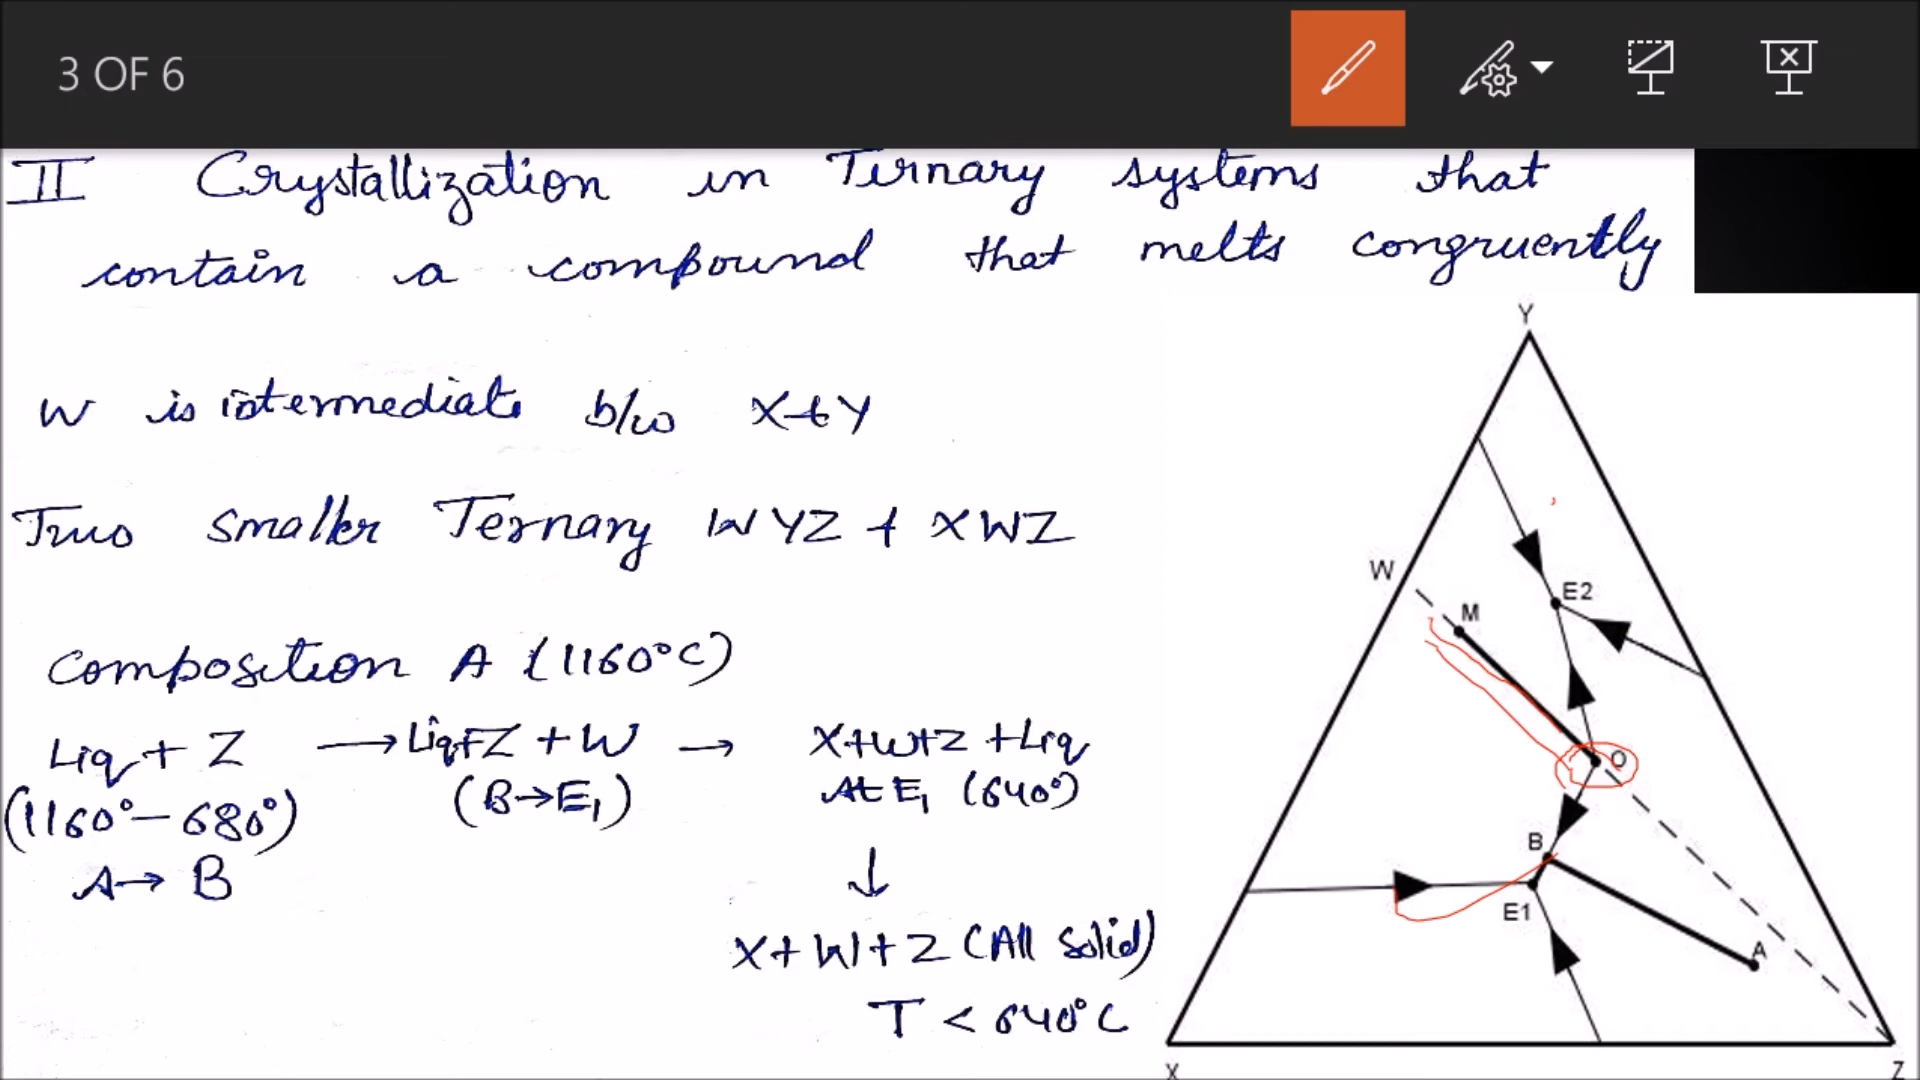 3 OF 6
II Crystallization in Ternary systems that
contain a compound that melts congruently
W is intermediate b/w X + Y
Two smaller Ternary WYZ + XWZ
Composition A (1160°C)
Liq + Z → Liq+Z + W → X+W+Z + Liq
(1160°-680°) (B→E1) At E1 (640°)
A → B ↓
X + W + Z (All solid)
T < 640°C
Y
W
M
E2
O
B
E1
A
X
Z